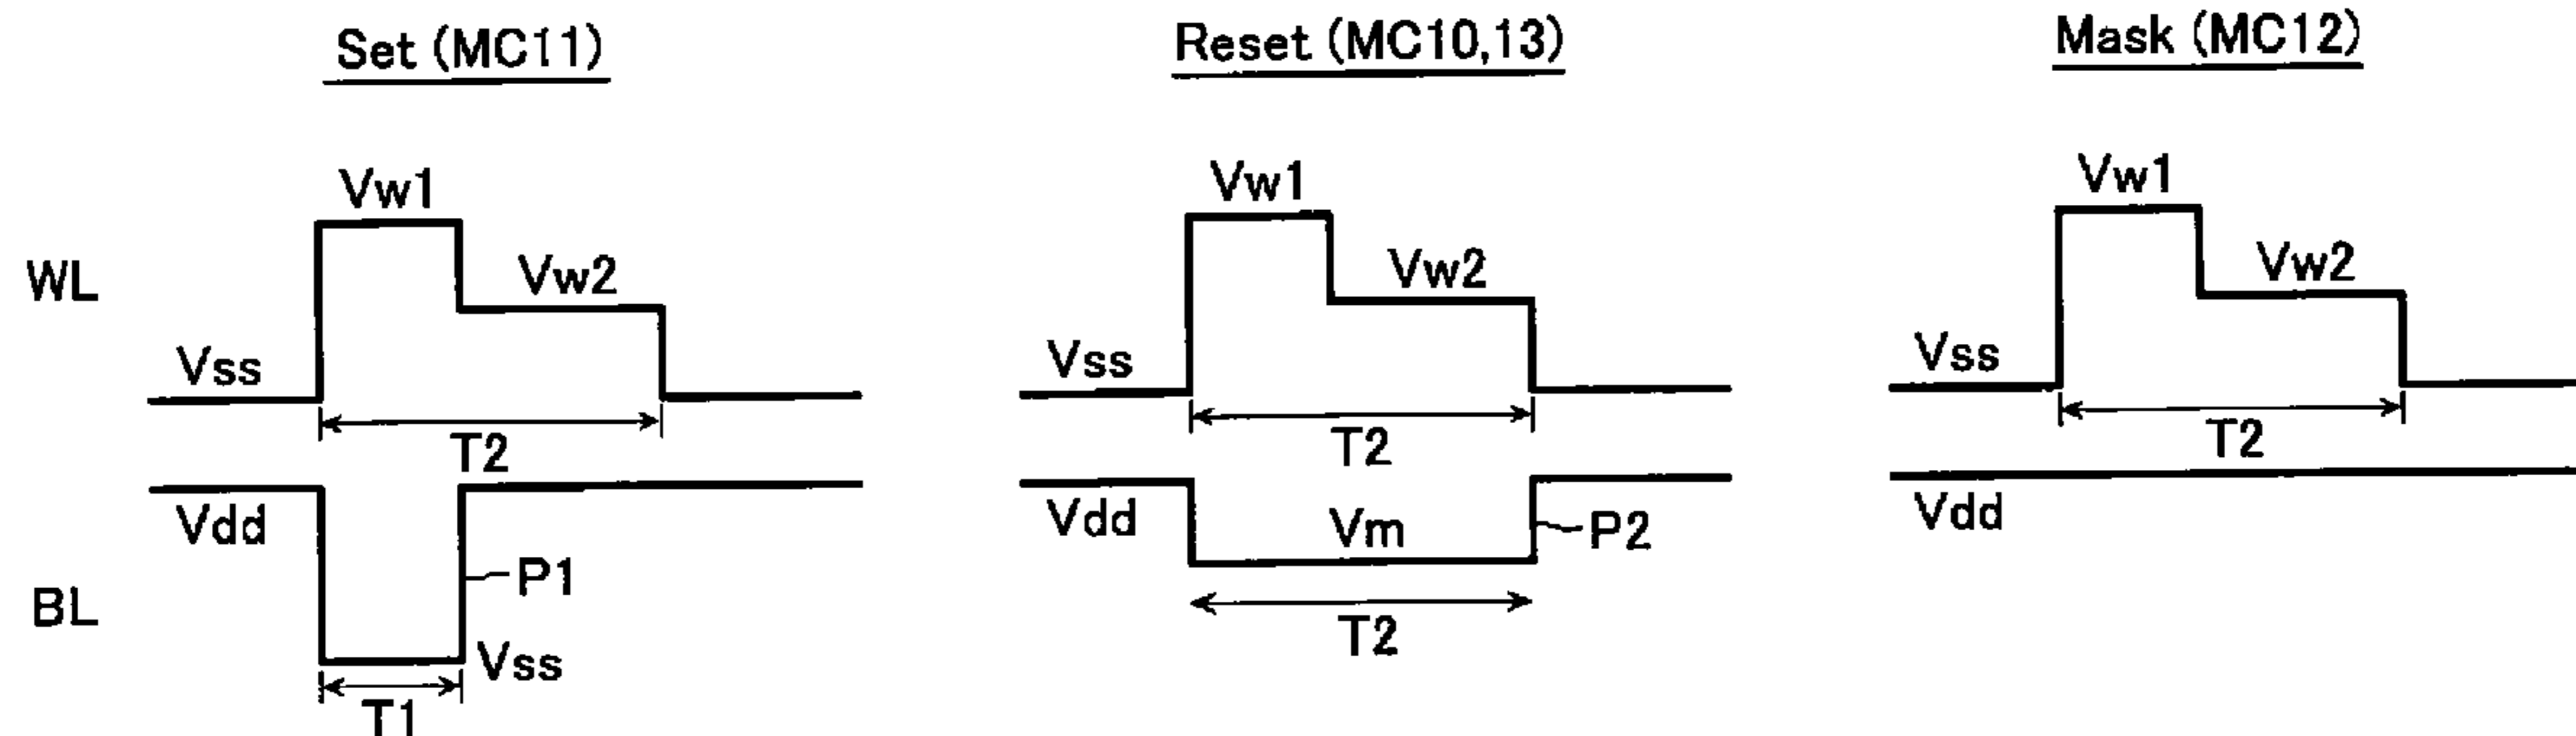 Set (MC11)
Reset (MC10,13)
Mask (MC12)
WL
Vss
Vw1
Vw2
T2
Vss
Vw1
Vw2
T2
Vss
Vw1
Vw2
T2
BL
Vdd
P1
Vss
T1
Vdd
Vm
P2
T2
Vdd